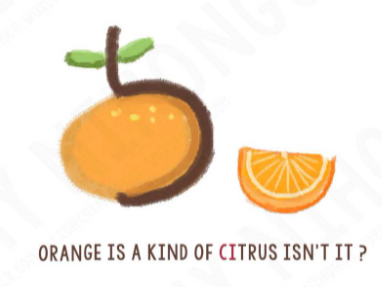 ORANGE IS A KIND OF CITRUS ISN'T IT ?